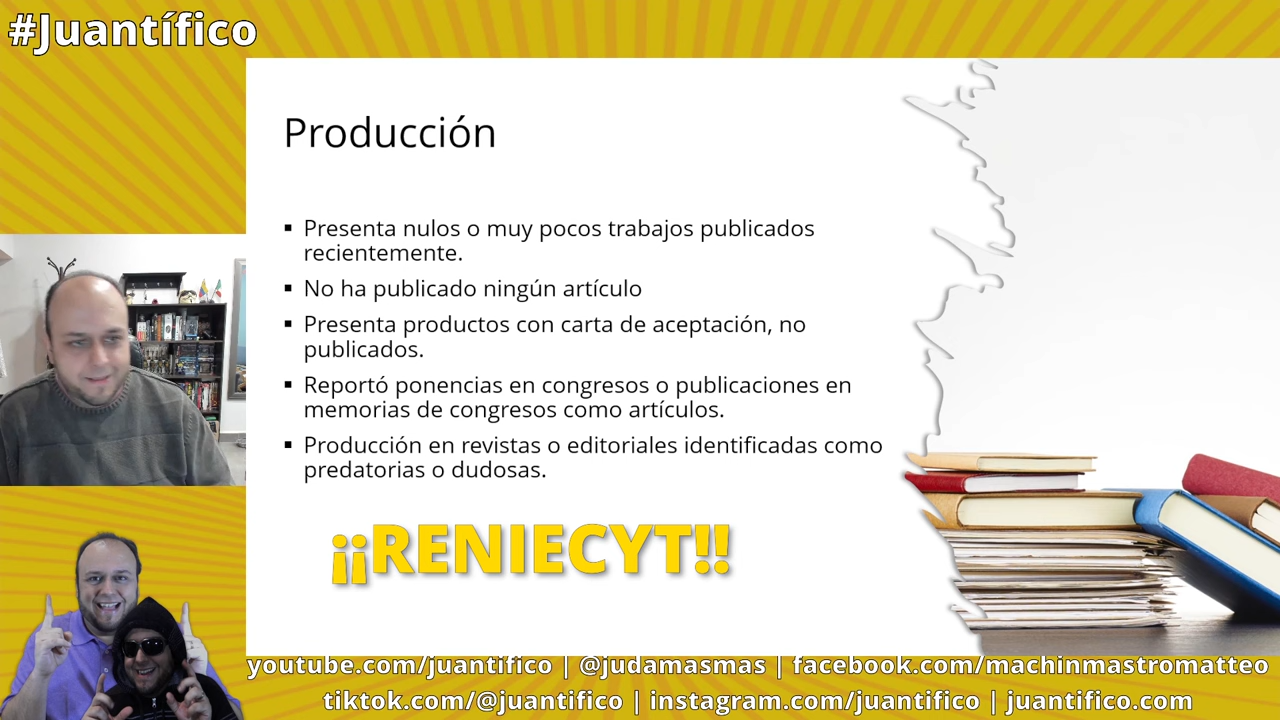 #Juantífico
Producción
▪ Presenta nulos o muy pocos trabajos publicados
recientemente.
▪ No ha publicado ningún artículo
▪ Presenta productos con carta de aceptación, no
publicados.
▪ Reportó ponencias en congresos o publicaciones en
memorias de congresos como artículos.
▪ Producción en revistas o editoriales identificadas como
predatorias o dudosas.
¡¡RENIECYT!!
youtube.com/juantifico | @judamasmas | facebook.com/machinmastromatteo
tiktok.com/@juantifico | instagram.com/juantifico | juantifico.com